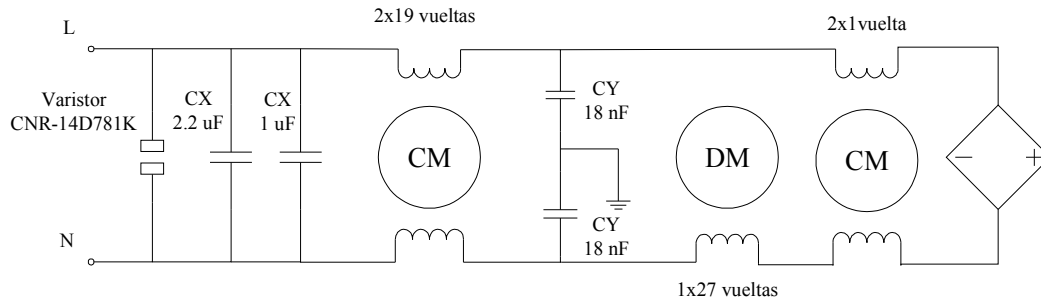 2x19 vueltas
2x1vuelta
L
Varistor
CNR-14D781K
CX
2.2 uF
CX
1 uF
CY
18 nF
CM
DM
CM
−
+
CY
18 nF
N
1x27 vueltas